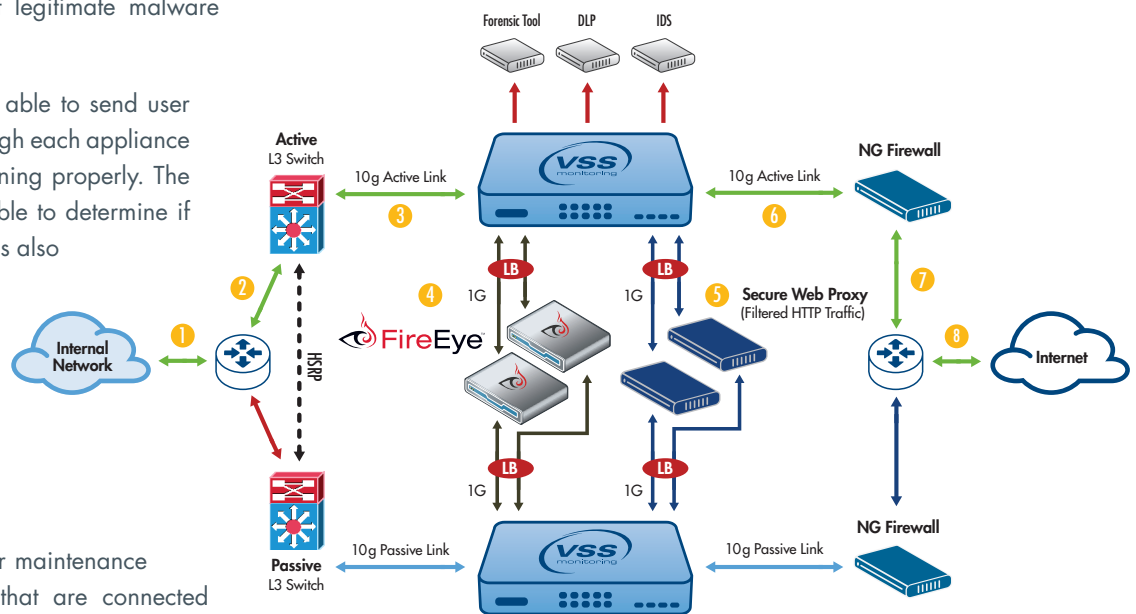 legitimate malware
able to send user
gh each appliance
ning properly. The
ble to determine if
s also
r maintenance
that are connected
Forensic Tool
DLP
IDS
Active
L3 Switch
10g Active Link
3
VSS
monitoring
10g Active Link
6
NG Firewall
2
4
1G
LB
1G
LB
5
Secure Web Proxy
(Filtered HTTP Traffic)
7
1
Internal
Network
HSRP
FireEye™
8
Internet
LB
1G
LB
1G
Passive
L3 Switch
10g Passive Link
VSS
monitoring
10g Passive Link
NG Firewall